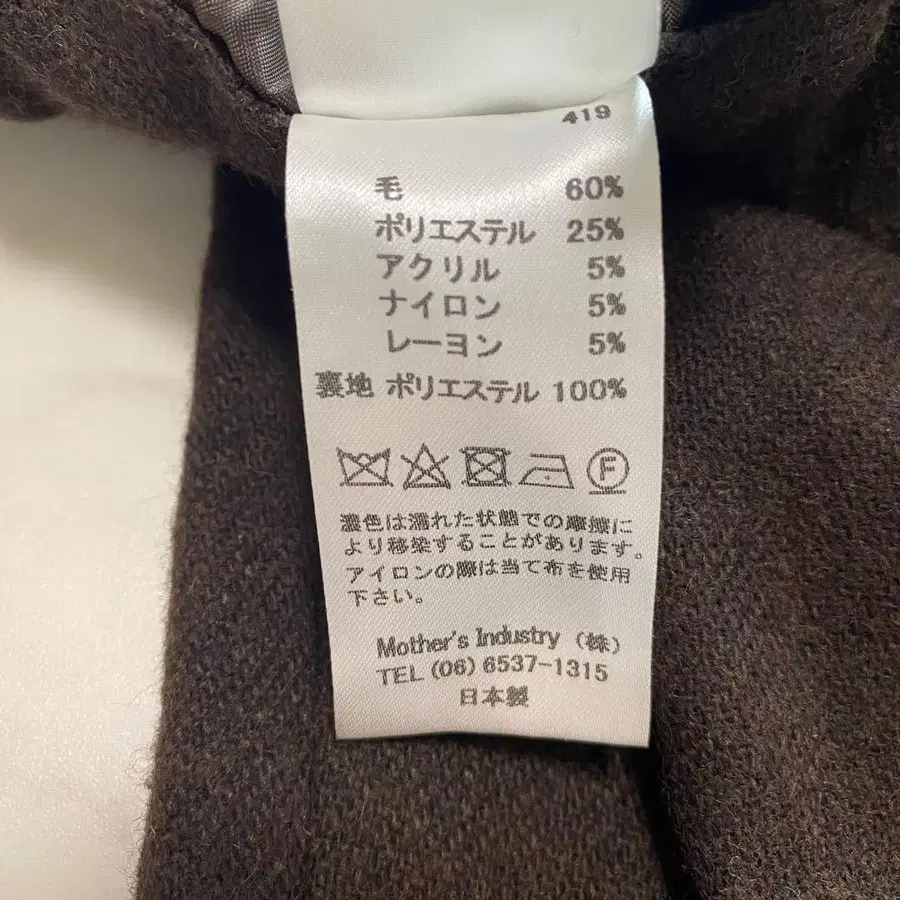 419
毛 60%
ポリエステル 25%
アクリル 5%
ナイロン 5%
レーヨン 5%
裏地 ポリエステル 100%
F
濃色は濡れた状態での摩擦に
より移染することがあります。
アイロンの際は当て布を使用
下さい。
Mother's Industry (株)
TEL (06) 6537-1315
日本製